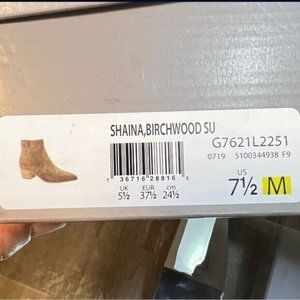 SHAINA,BIRCHWOOD SU
G7621L2251
0719 5100344938 F9
7 36716 28816 5
US
7½ M
UK EUR cm
5½ 37½ 24½